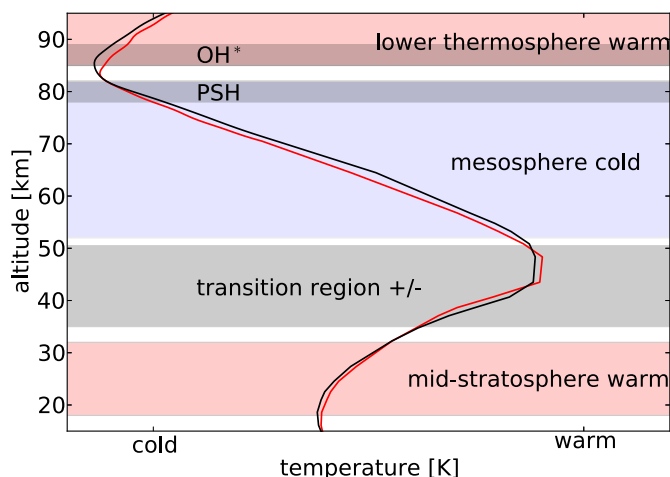 90
80
70
60
50
40
30
20
altitude [km]
lower thermosphere warm
OH*
PSH
mesosphere cold
transition region +/-
mid-stratosphere warm
cold
warm
temperature [K]